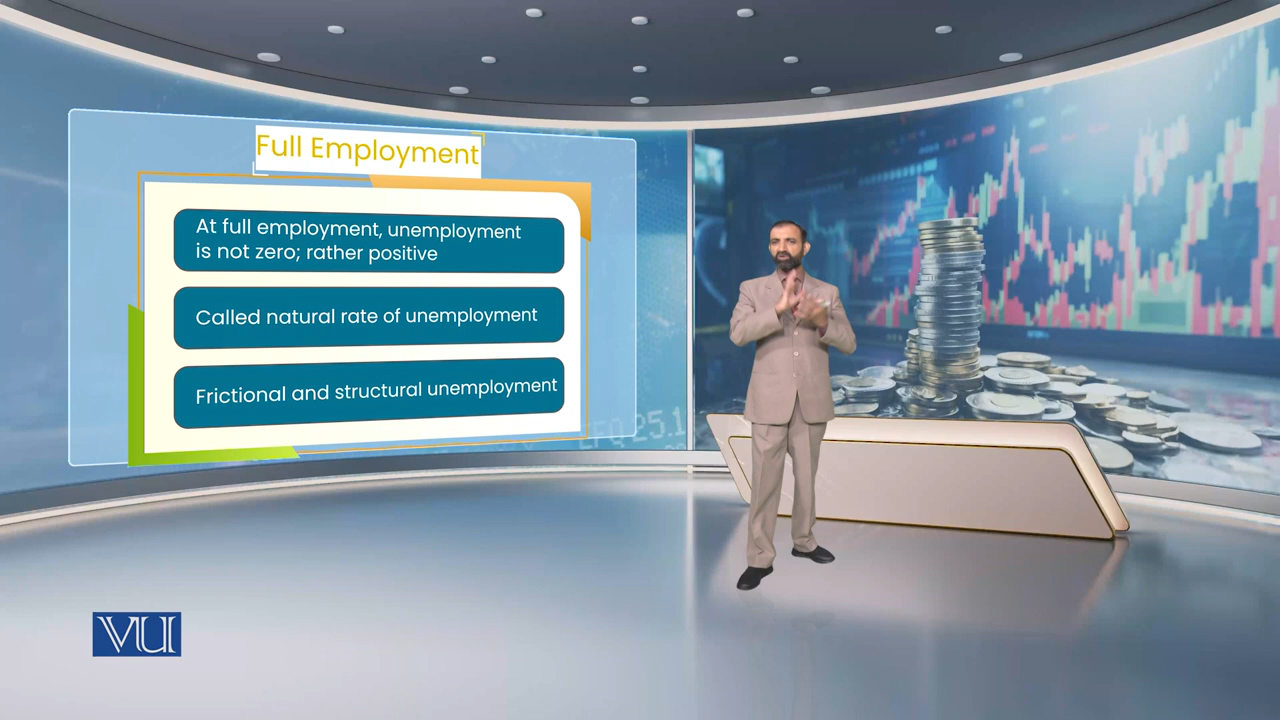 Full Employment
At full employment, unemployment
is not zero; rather positive
Called natural rate of unemployment
Frictional and structural unemployment
VU